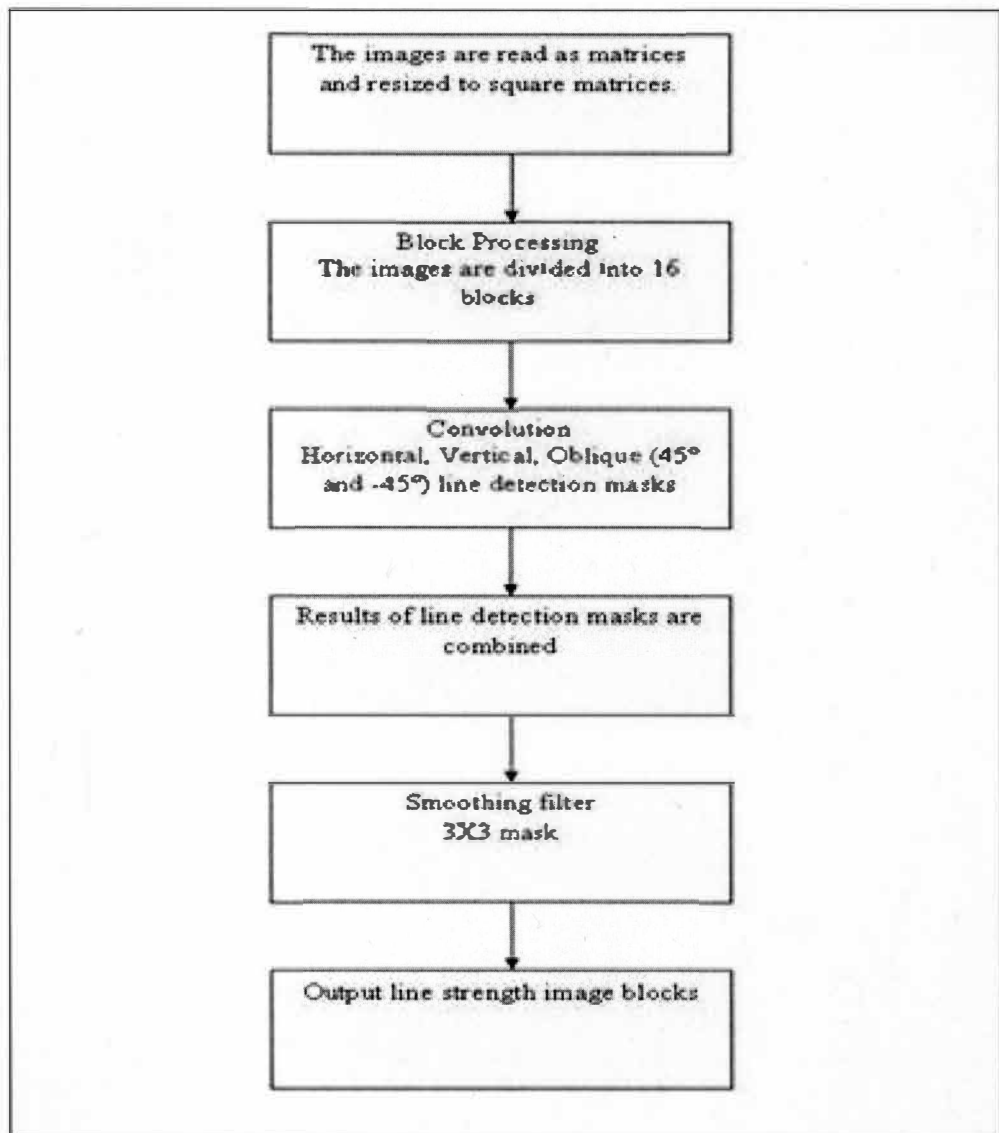 The images are read as matrices
and resized to square matrices.
Block Processing
The images are divided into 16
blocks
Convolution
Horizontal, Vertical, Oblique (45°
and -45°) line detection masks
Results of line detection masks are
combined
Smoothing filter
3X3 mask
Output line strength image blocks